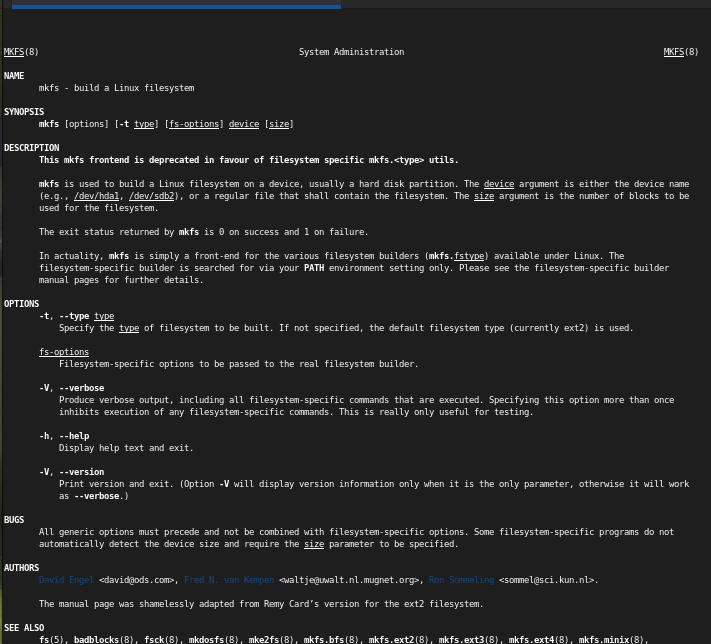 MKFS(8) System Administration MKFS(8)
NAME
mkfs - build a Linux filesystem
SYNOPSIS
mkfs [options] [-t type] [fs-options] device [size]
DESCRIPTION
This mkfs frontend is deprecated in favour of filesystem specific mkfs.<type> utils.
mkfs is used to build a Linux filesystem on a device, usually a hard disk partition. The device argument is either the device name
(e.g., /dev/hda1, /dev/sdb2), or a regular file that shall contain the filesystem. The size argument is the number of blocks to be
used for the filesystem.
The exit status returned by mkfs is 0 on success and 1 on failure.
In actuality, mkfs is simply a front-end for the various filesystem builders (mkfs.fstype) available under Linux. The
filesystem-specific builder is searched for via your PATH environment setting only. Please see the filesystem-specific builder
manual pages for further details.
OPTIONS
-t, --type type
Specify the type of filesystem to be built. If not specified, the default filesystem type (currently ext2) is used.
fs-options
Filesystem-specific options to be passed to the real filesystem builder.
-V, --verbose
Produce verbose output, including all filesystem-specific commands that are executed. Specifying this option more than once
inhibits execution of any filesystem-specific commands. This is really only useful for testing.
-h, --help
Display help text and exit.
-V, --version
Print version and exit. (Option -V will display version information only when it is the only parameter, otherwise it will work
as --verbose.)
BUGS
All generic options must precede and not be combined with filesystem-specific options. Some filesystem-specific programs do not
automatically detect the device size and require the size parameter to be specified.
AUTHORS
David Engel <david@ods.com>, Fred N. van Kempen <waltje@uwalt.nl.mugnet.org>, Ron Sommeling <sommel@sci.kun.nl>.
The manual page was shamelessly adapted from Remy Card's version for the ext2 filesystem.
SEE ALSO
fs(5), badblocks(8), fsck(8), mkdosfs(8), mke2fs(8), mkfs.bfs(8), mkfs.ext2(8), mkfs.ext3(8), mkfs.ext4(8), mkfs.minix(8),